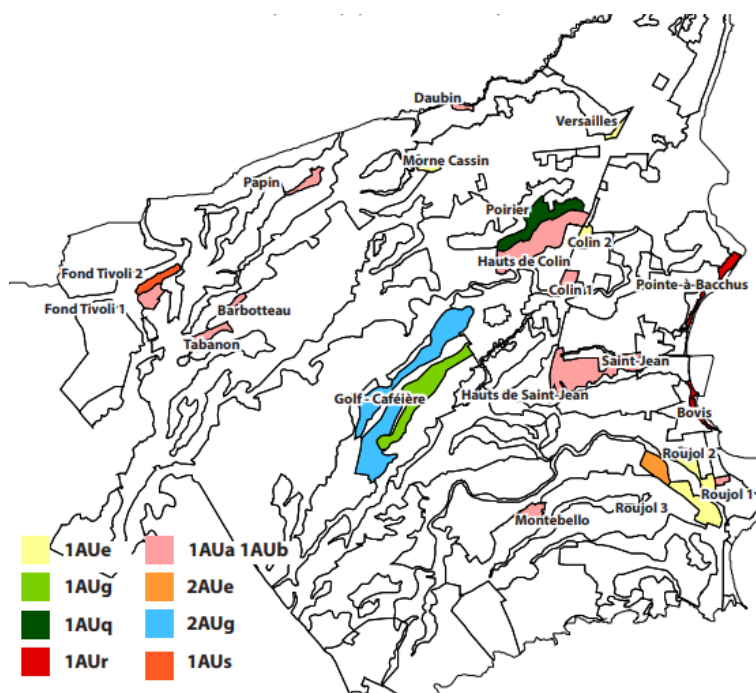 Daubin
Versailles
Morne Cassin
Papin
Poirier
Colin 2
Hauts de Colin
Fond Tivoli 2
Colin 1
Pointe-à-Bacchus
Fond Tivoli 1
Barbotteau
Tabanon
Saint-Jean
Golf - Caféière
Hauts de Saint-Jean
Bovis
Roujol 2
Roujol 1
Roujol 3
Montebello
1AUe
1AUa 1AUb
1AUg
2AUe
1AUq
2AUg
1AUr
1AUs